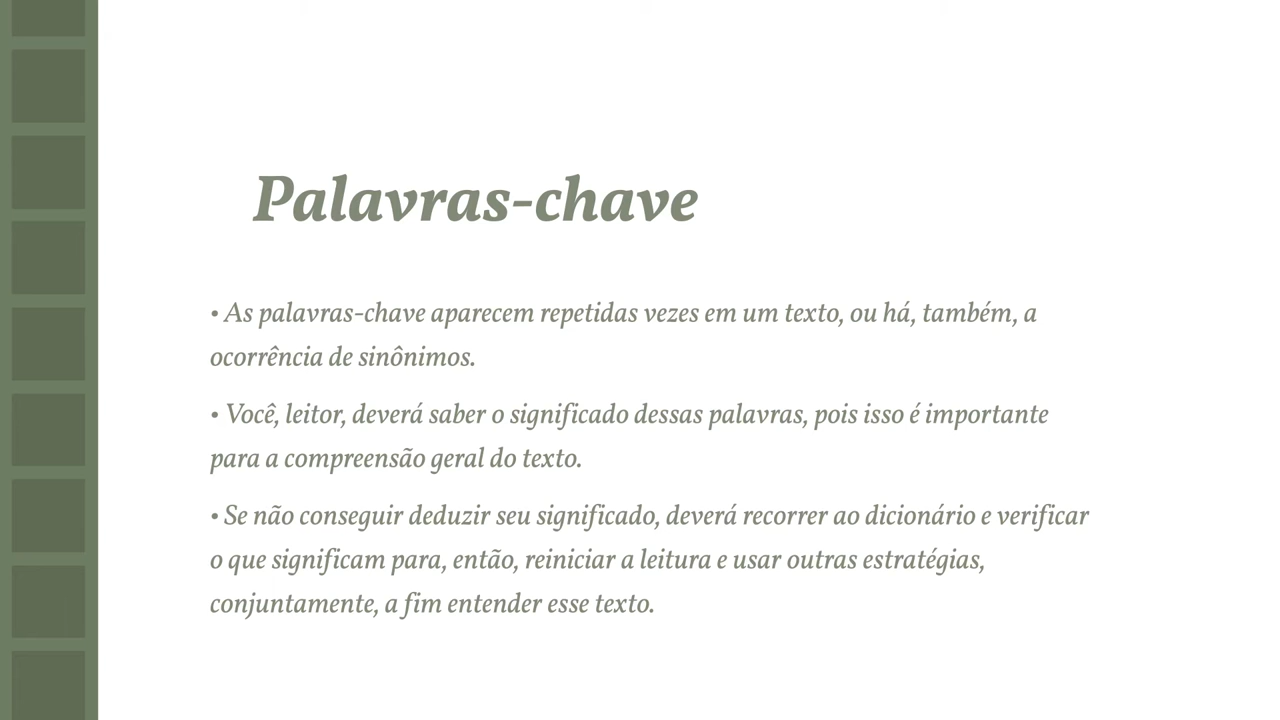 Palavras-chave
• As palavras-chave aparecem repetidas vezes em um texto, ou há, também, a
ocorrência de sinônimos.
• Você, leitor, deverá saber o significado dessas palavras, pois isso é importante
para a compreensão geral do texto.
• Se não conseguir deduzir seu significado, deverá recorrer ao dicionário e verificar
o que significam para, então, reiniciar a leitura e usar outras estratégias,
conjuntamente, a fim entender esse texto.